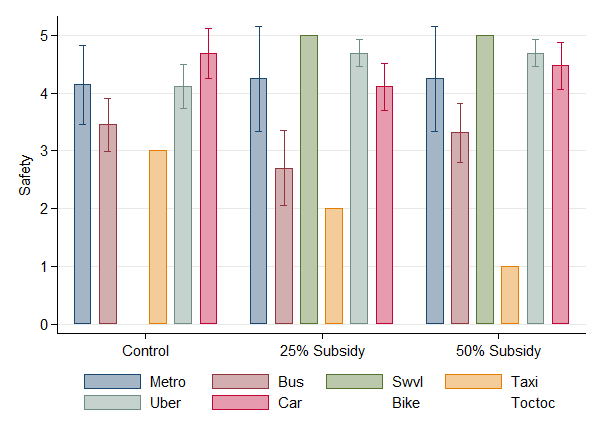 5
4
3
2
1
0
Safety
Control 25% Subsidy 50% Subsidy
Metro Bus Swvl Taxi
Uber Car Bike Toctoc